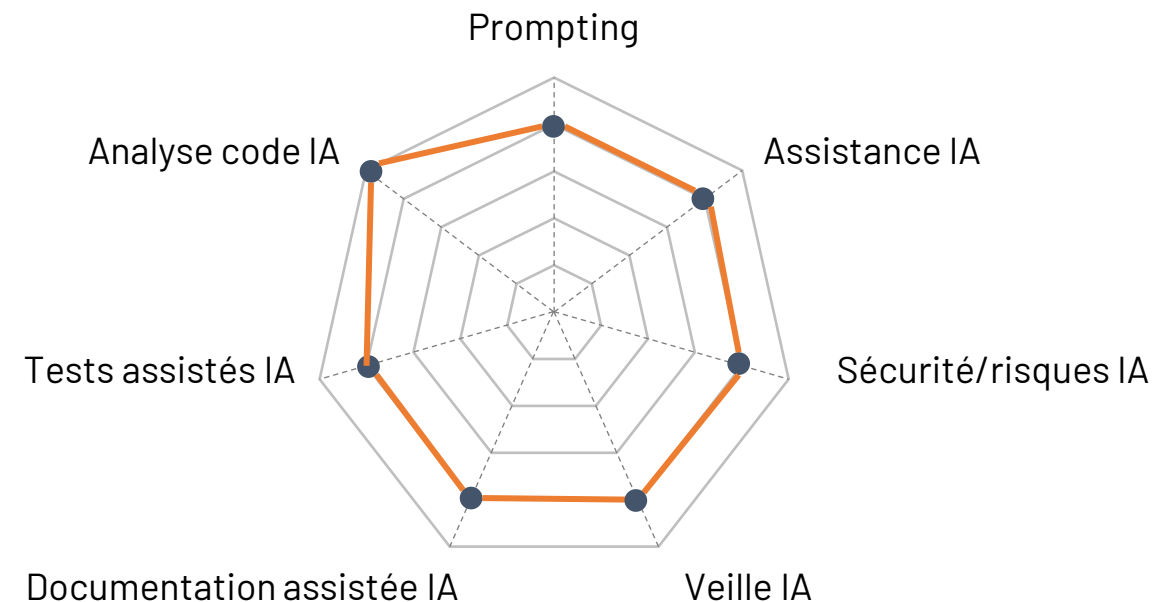 Prompting
Analyse code IA
Assistance IA
Tests assistés IA
Sécurité/risques IA
Documentation assistée IA
Veille IA